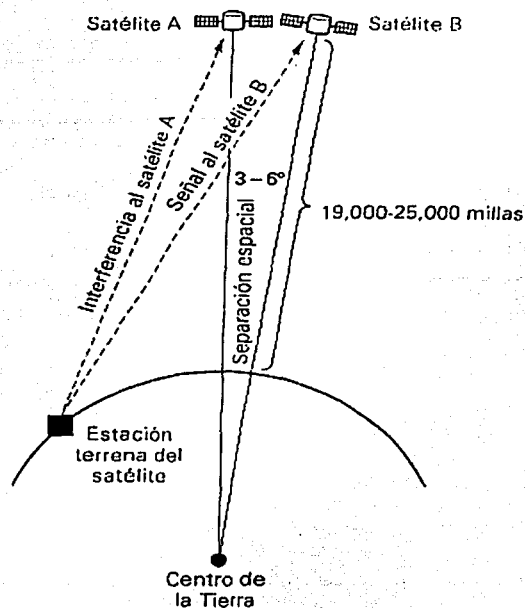 Satélite A
Satélite B
Interferencia al satélite A
Señal al satélite B
3 – 6º
Separación espacial
19,000-25,000 millas
Estación
terrena del
satélite
Centro de
la Tierra